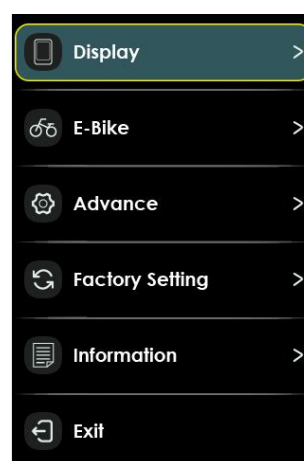 Display >
E-Bike >
Advance >
Factory Setting >
Information >
Exit